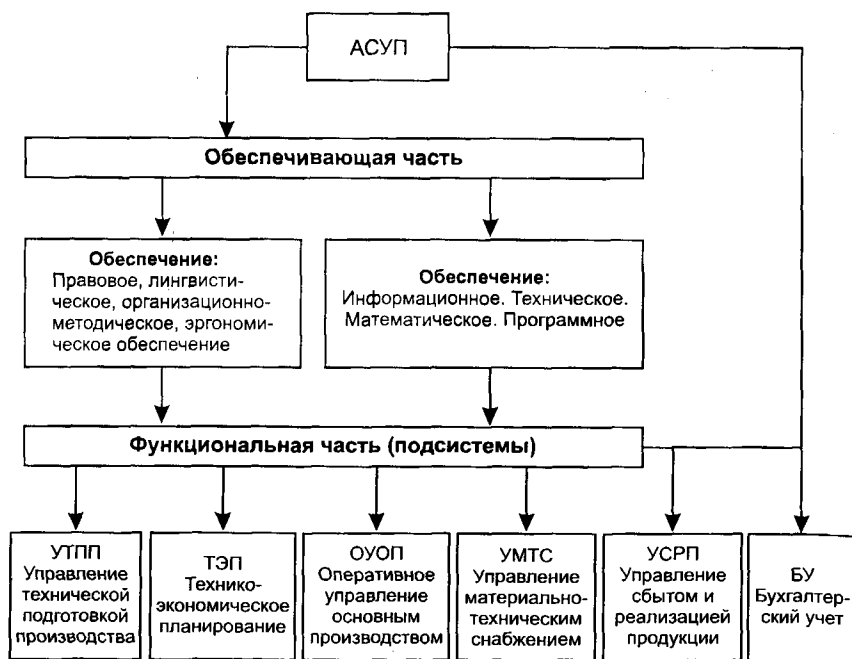 АСУП
Обеспечивающая часть
Обеспечение:
Правовое, лингвисти-
ческое, организационно-
методическое, эргономи-
ческое обеспечение
Обеспечение:
Информационное. Техническое.
Математическое. Программное
Функциональная часть (подсистемы)
УТПП
Управление
технической
подготовкой
производства
ТЭП
Технико-
экономическое
планирование
ОУОП
Оперативное
управление
основным
производством
УМТС
Управление
материально-
техническим
снабжением
УСРП
Управление
сбытом и
реализацией
продукции
БУ
Бухгалтер-
ский учет